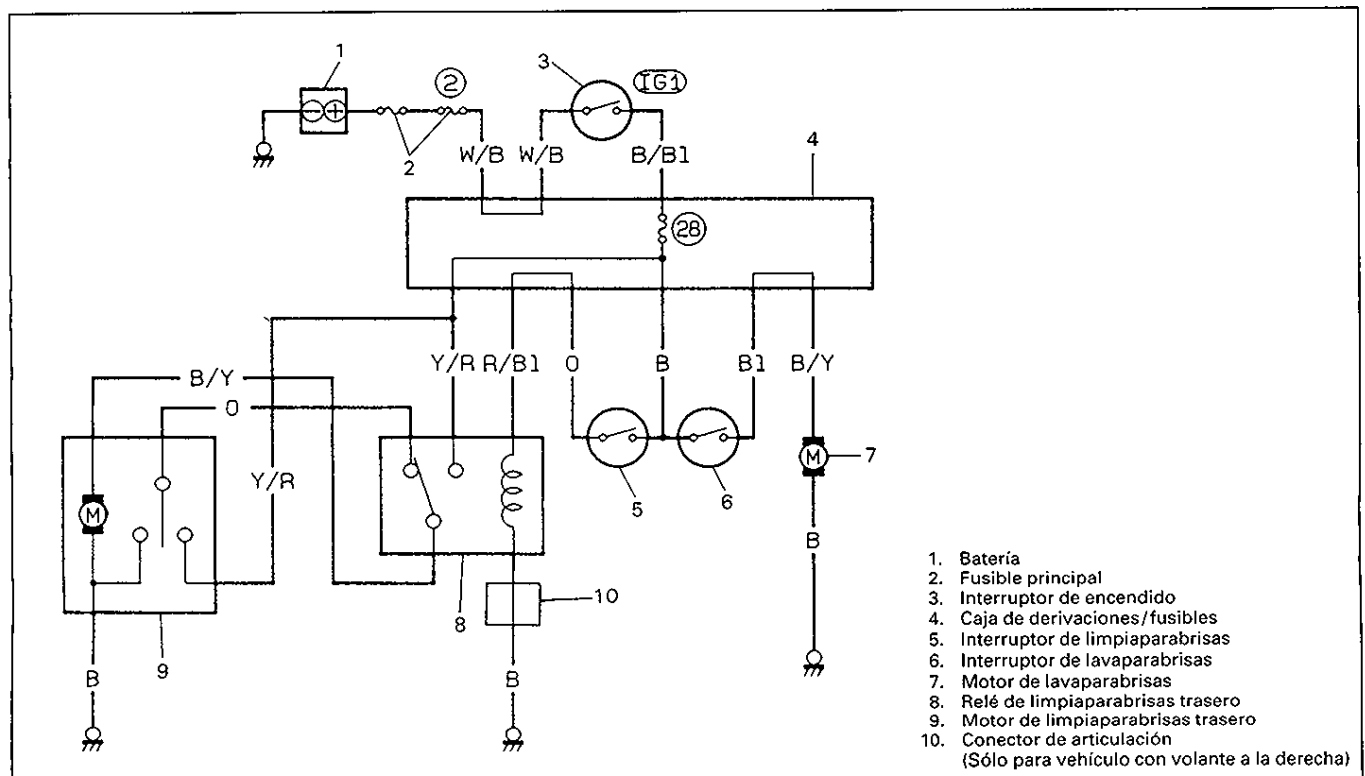 1
2
3
IG1
2
W/B
W/B
B/Bl
4
28
Y/R
R/Bl
O
B
Bl
B/Y
B/Y
O
Y/R
M
M
7
5
6
B
8
10
9
B
B
1. Batería
2. Fusible principal
3. Interruptor de encendido
4. Caja de derivaciones/fusibles
5. Interruptor de limpiaparabrisas
6. Interruptor de lavaparabrisas
7. Motor de lavaparabrisas
8. Relé de limpiaparabrisas trasero
9. Motor de limpiaparabrisas trasero
10. Conector de articulación
(Sólo para vehículo con volante a la derecha)